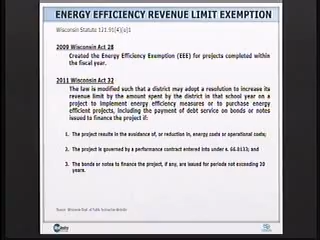 ENERGY EFFICIENCY REVENUE LIMIT EXEMPTION
Wisconsin Statute 121.91(4)(o)1
2009 Wisconsin Act 28
Created the Energy Efficiency Exemption (EEE) for projects completed within
the fiscal year.
2011 Wisconsin Act 32
The law is modified such that a district may adopt a resolution to increase its
revenue limit by the amount spent by the district in that school year on a
project to implement energy efficiency measures or to purchase energy
efficient projects, including the payment of debt service on bonds or notes
issued to finance the project if:
1. The project results in the avoidance of, or reduction in, energy costs or operational costs;
2. The project is governed by a performance contract entered into under s. 66.0133; and
3. The bonds or notes to finance the project, if any, are issued for periods not exceeding 20
years.
Source: Wisconsin Dept. of Public Instruction Website